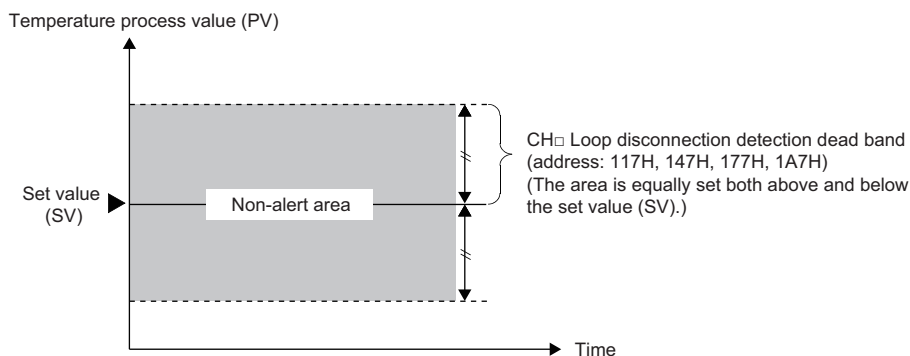 Temperature process value (PV)
CH□ Loop disconnection detection dead band
(address: 117H, 147H, 177H, 1A7H)
(The area is equally set both above and below
the set value (SV).)
Set value
(SV)
Non-alert area
Time